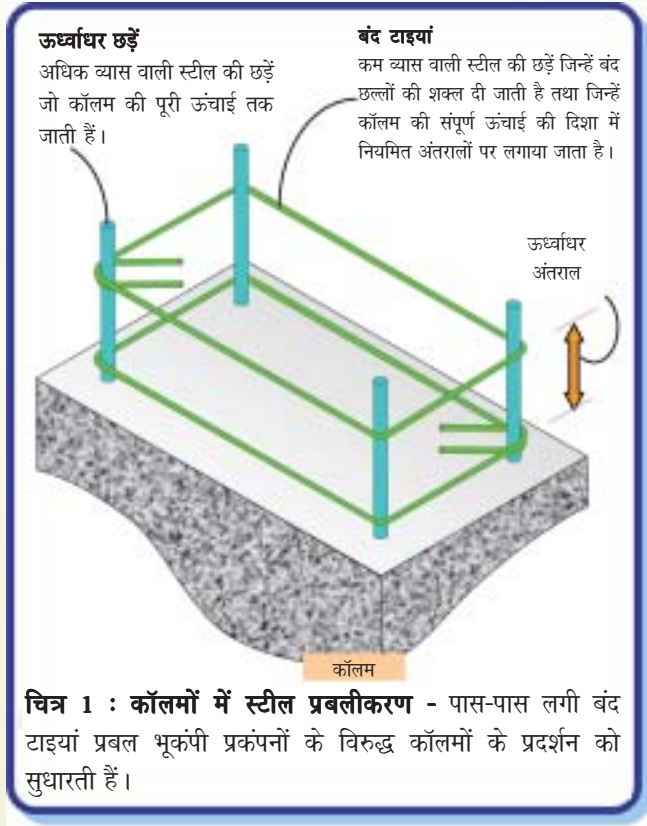 ऊर्ध्वाधर छड़ें
अधिक व्यास वाली स्टील की छड़ें
जो कॉलम की पूरी ऊंचाई तक
जाती हैं।
बंद टाइयां
कम व्यास वाली स्टील की छड़ें जिन्हें बंद
छल्लों की शक्ल दी जाती है तथा जिन्हें
कॉलम की संपूर्ण ऊंचाई की दिशा में
नियमित अंतरालों पर लगाया जाता है।
ऊर्ध्वाधर
अंतराल
कॉलम
चित्र 1 : कॉलमों में स्टील प्रबलीकरण - पास-पास लगी बंद
टाइयां प्रबल भूकंपी प्रकंपनों के विरुद्ध कॉलमों के प्रदर्शन को
सुधारती हैं।